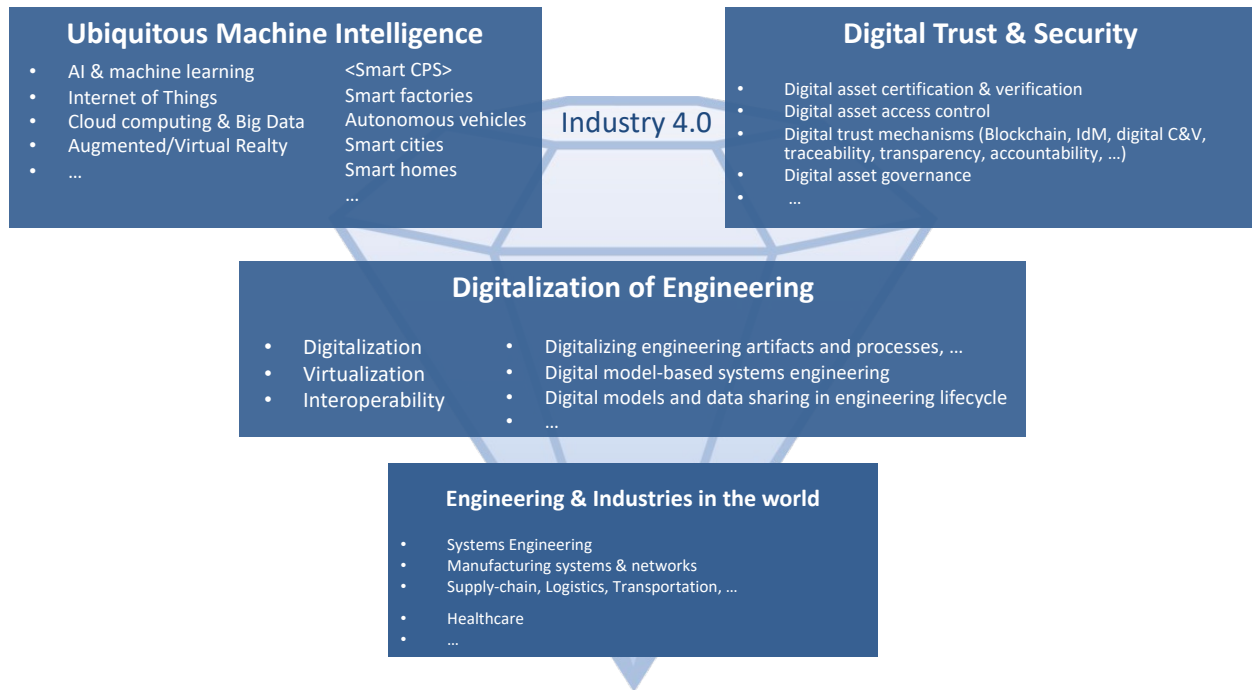 Ubiquitous Machine Intelligence
• AI & machine learning
• Internet of Things
• Cloud computing & Big Data
• Augmented/Virtual Realty
• ...
<Smart CPS>
Smart factories
Autonomous vehicles
Smart cities
Smart homes
...
Industry 4.0
Digital Trust & Security
• Digital asset certification & verification
• Digital asset access control
• Digital trust mechanisms (Blockchain, IdM, digital C&V,
traceability, transparency, accountability, ...)
• Digital asset governance
• ...
Digitalization of Engineering
• Digitalization
• Virtualization
• Interoperability
• Digitalizing engineering artifacts and processes, ...
• Digital model-based systems engineering
• Digital models and data sharing in engineering lifecycle
• ...
Engineering & Industries in the world
• Systems Engineering
• Manufacturing systems & networks
• Supply-chain, Logistics, Transportation, ...
• Healthcare
• ...